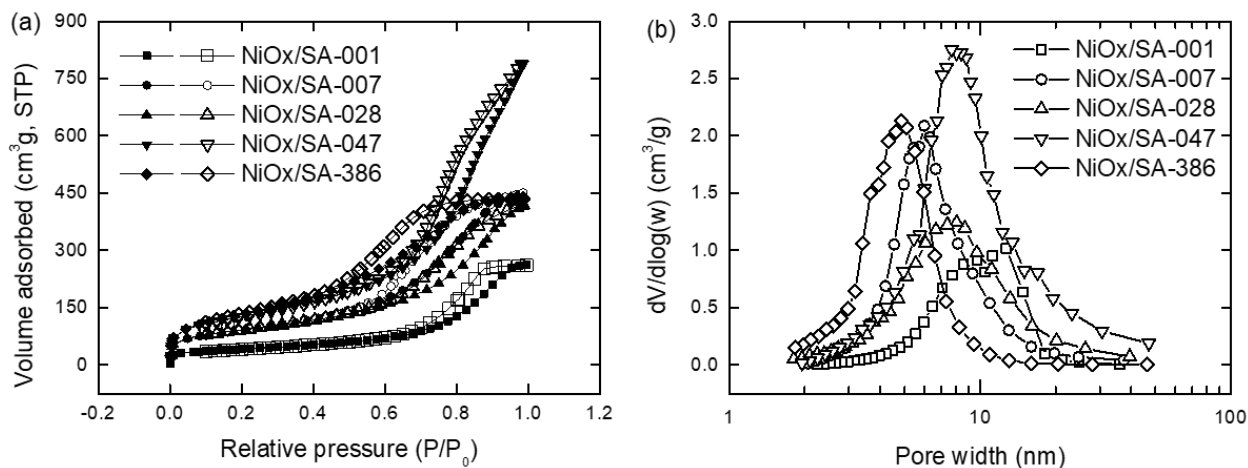 (a)
900
750
600
450
300
150
0
Volume adsorbed (cm³g, STP)
NiOx/SA-001
NiOx/SA-007
NiOx/SA-028
NiOx/SA-047
NiOx/SA-386
-0.2 0.0 0.2 0.4 0.6 0.8 1.0 1.2
Relative pressure (P/P₀)
(b)
3.0
2.5
2.0
1.5
1.0
0.5
0.0
dV/dlog(w) (cm³/g)
NiOx/SA-001
NiOx/SA-007
NiOx/SA-028
NiOx/SA-047
NiOx/SA-386
1 10 100
Pore width (nm)